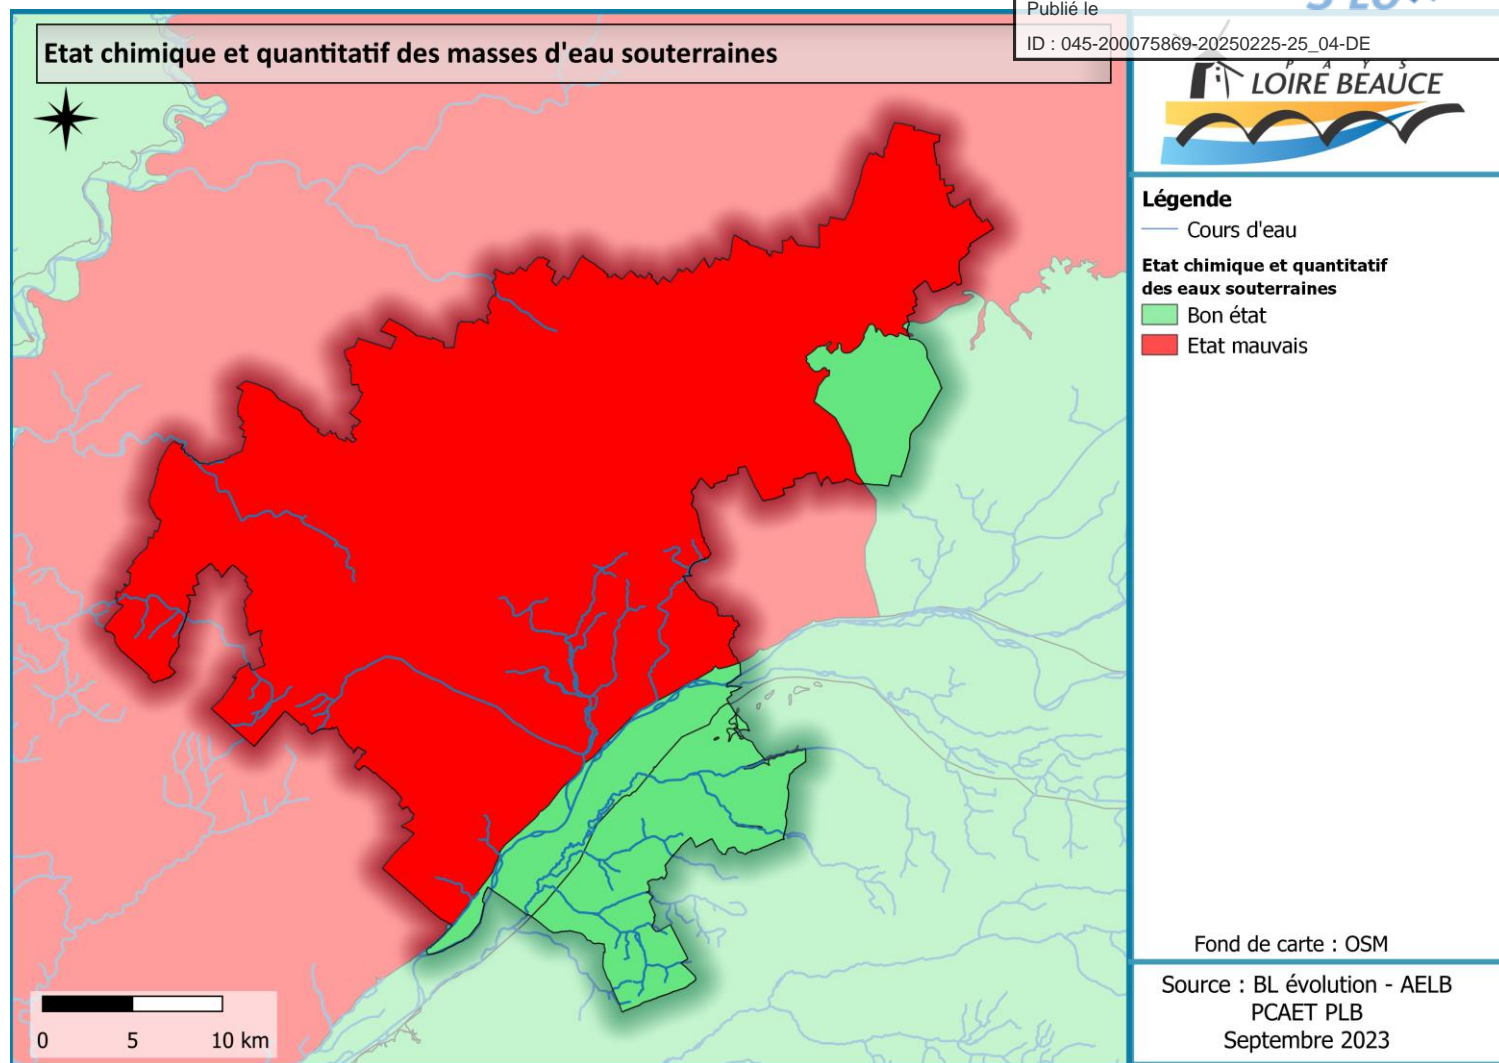 Publié le
ID : 045-200075869-20250225-25_04-DE
Etat chimique et quantitatif des masses d'eau souterraines
PAYS
LOIRE BEAUCE
Légende
Cours d'eau
Etat chimique et quantitatif
des eaux souterraines
Bon état
Etat mauvais
0 5 10 km
Fond de carte : OSM
Source : BL évolution - AELB
PCAET PLB
Septembre 2023